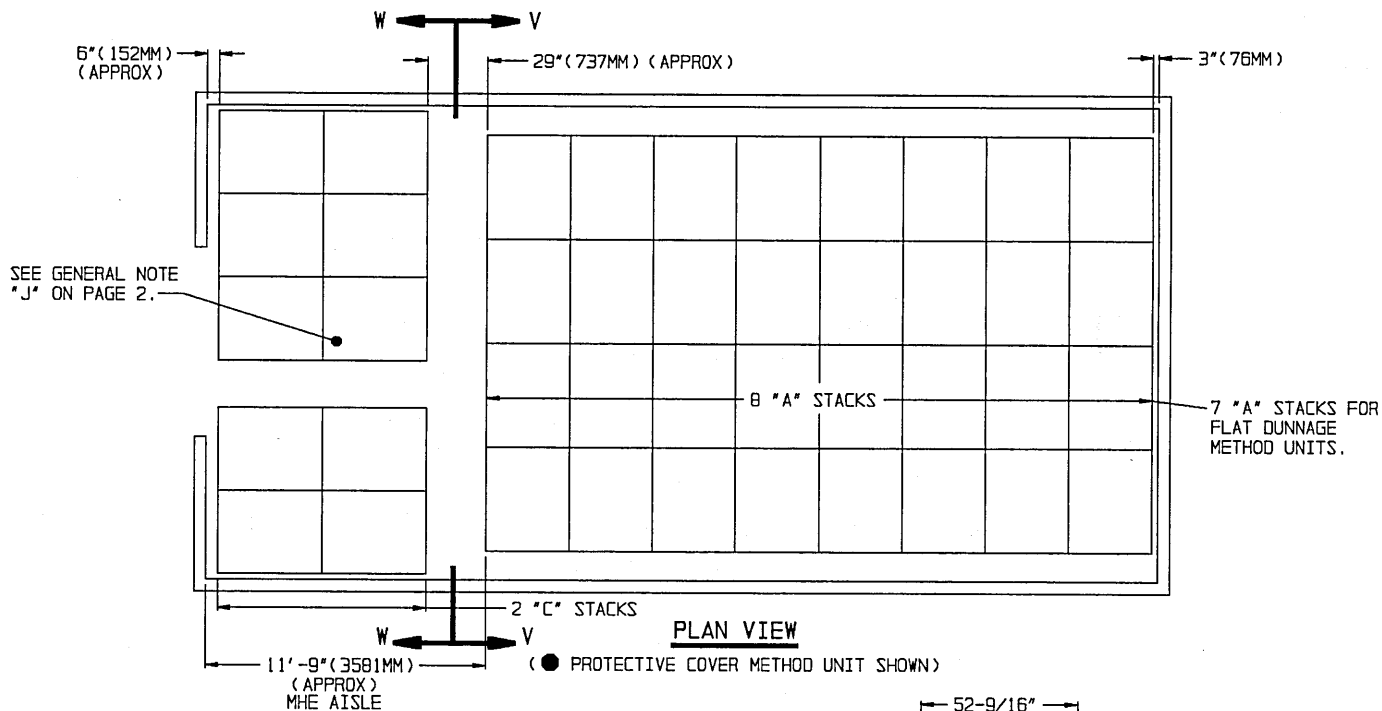 W V
6"(152MM)
(APPROX)
29"(737MM) (APPROX)
3"(76MM)
SEE GENERAL NOTE
"J" ON PAGE 2.
8 "A" STACKS
7 "A" STACKS FOR
FLAT DUNNAGE
METHOD UNITS.
2 "C" STACKS
W V
PLAN VIEW
11'-9"(3581MM)
(APPROX)
MHE AISLE
(● PROTECTIVE COVER METHOD UNIT SHOWN)
52-9/16"